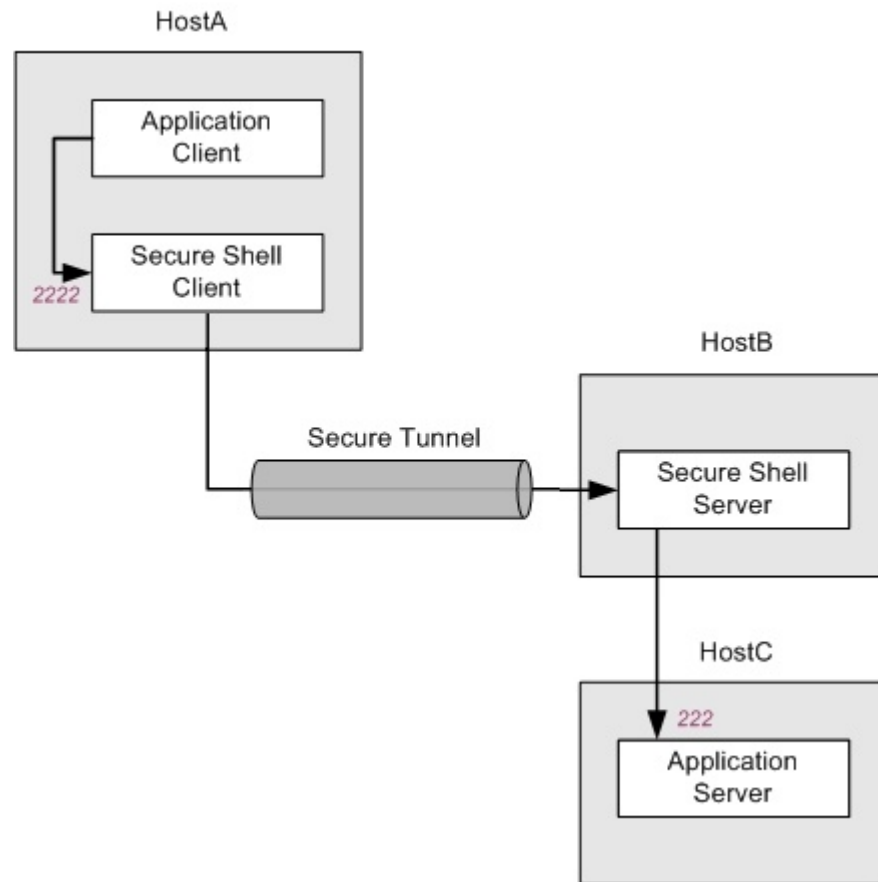 HostA
Application
Client
Secure Shell
Client
2222
HostB
Secure Tunnel
Secure Shell
Server
HostC
222
Application
Server